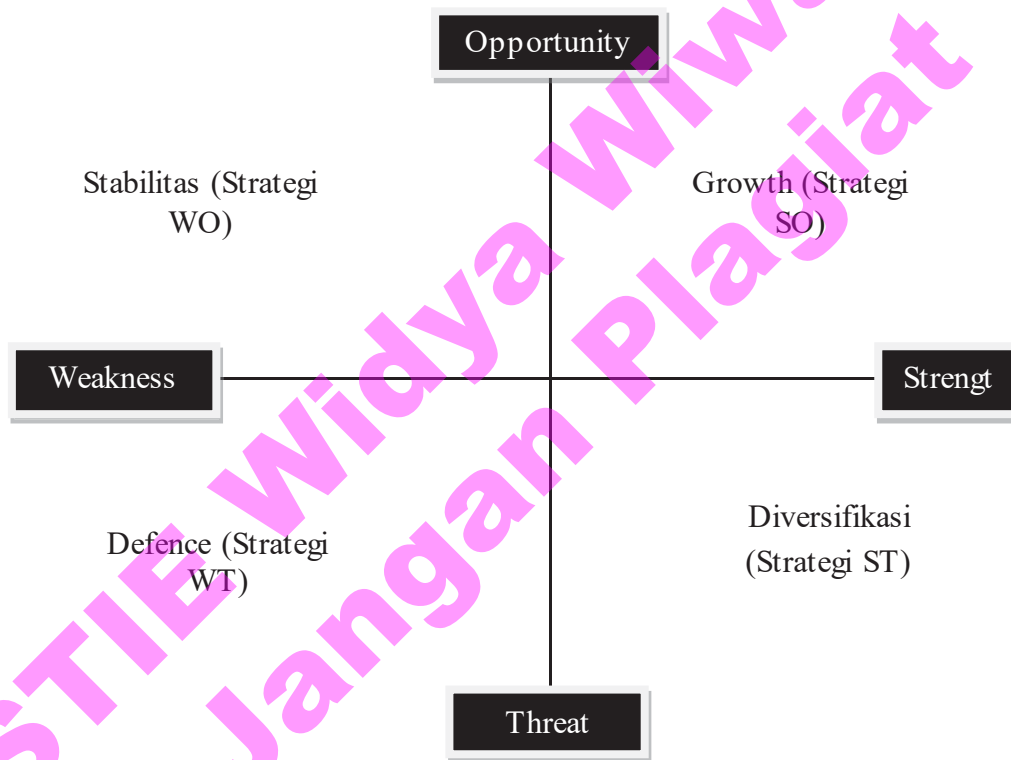 Opportunity
Stabilitas (Strategi
WO)
Growth (Strategi
SO)
Weakness
Strengt
Defence (Strategi
WT)
Diversifikasi
(Strategi ST)
Threat
STIE Widya
Jangan Plagiat